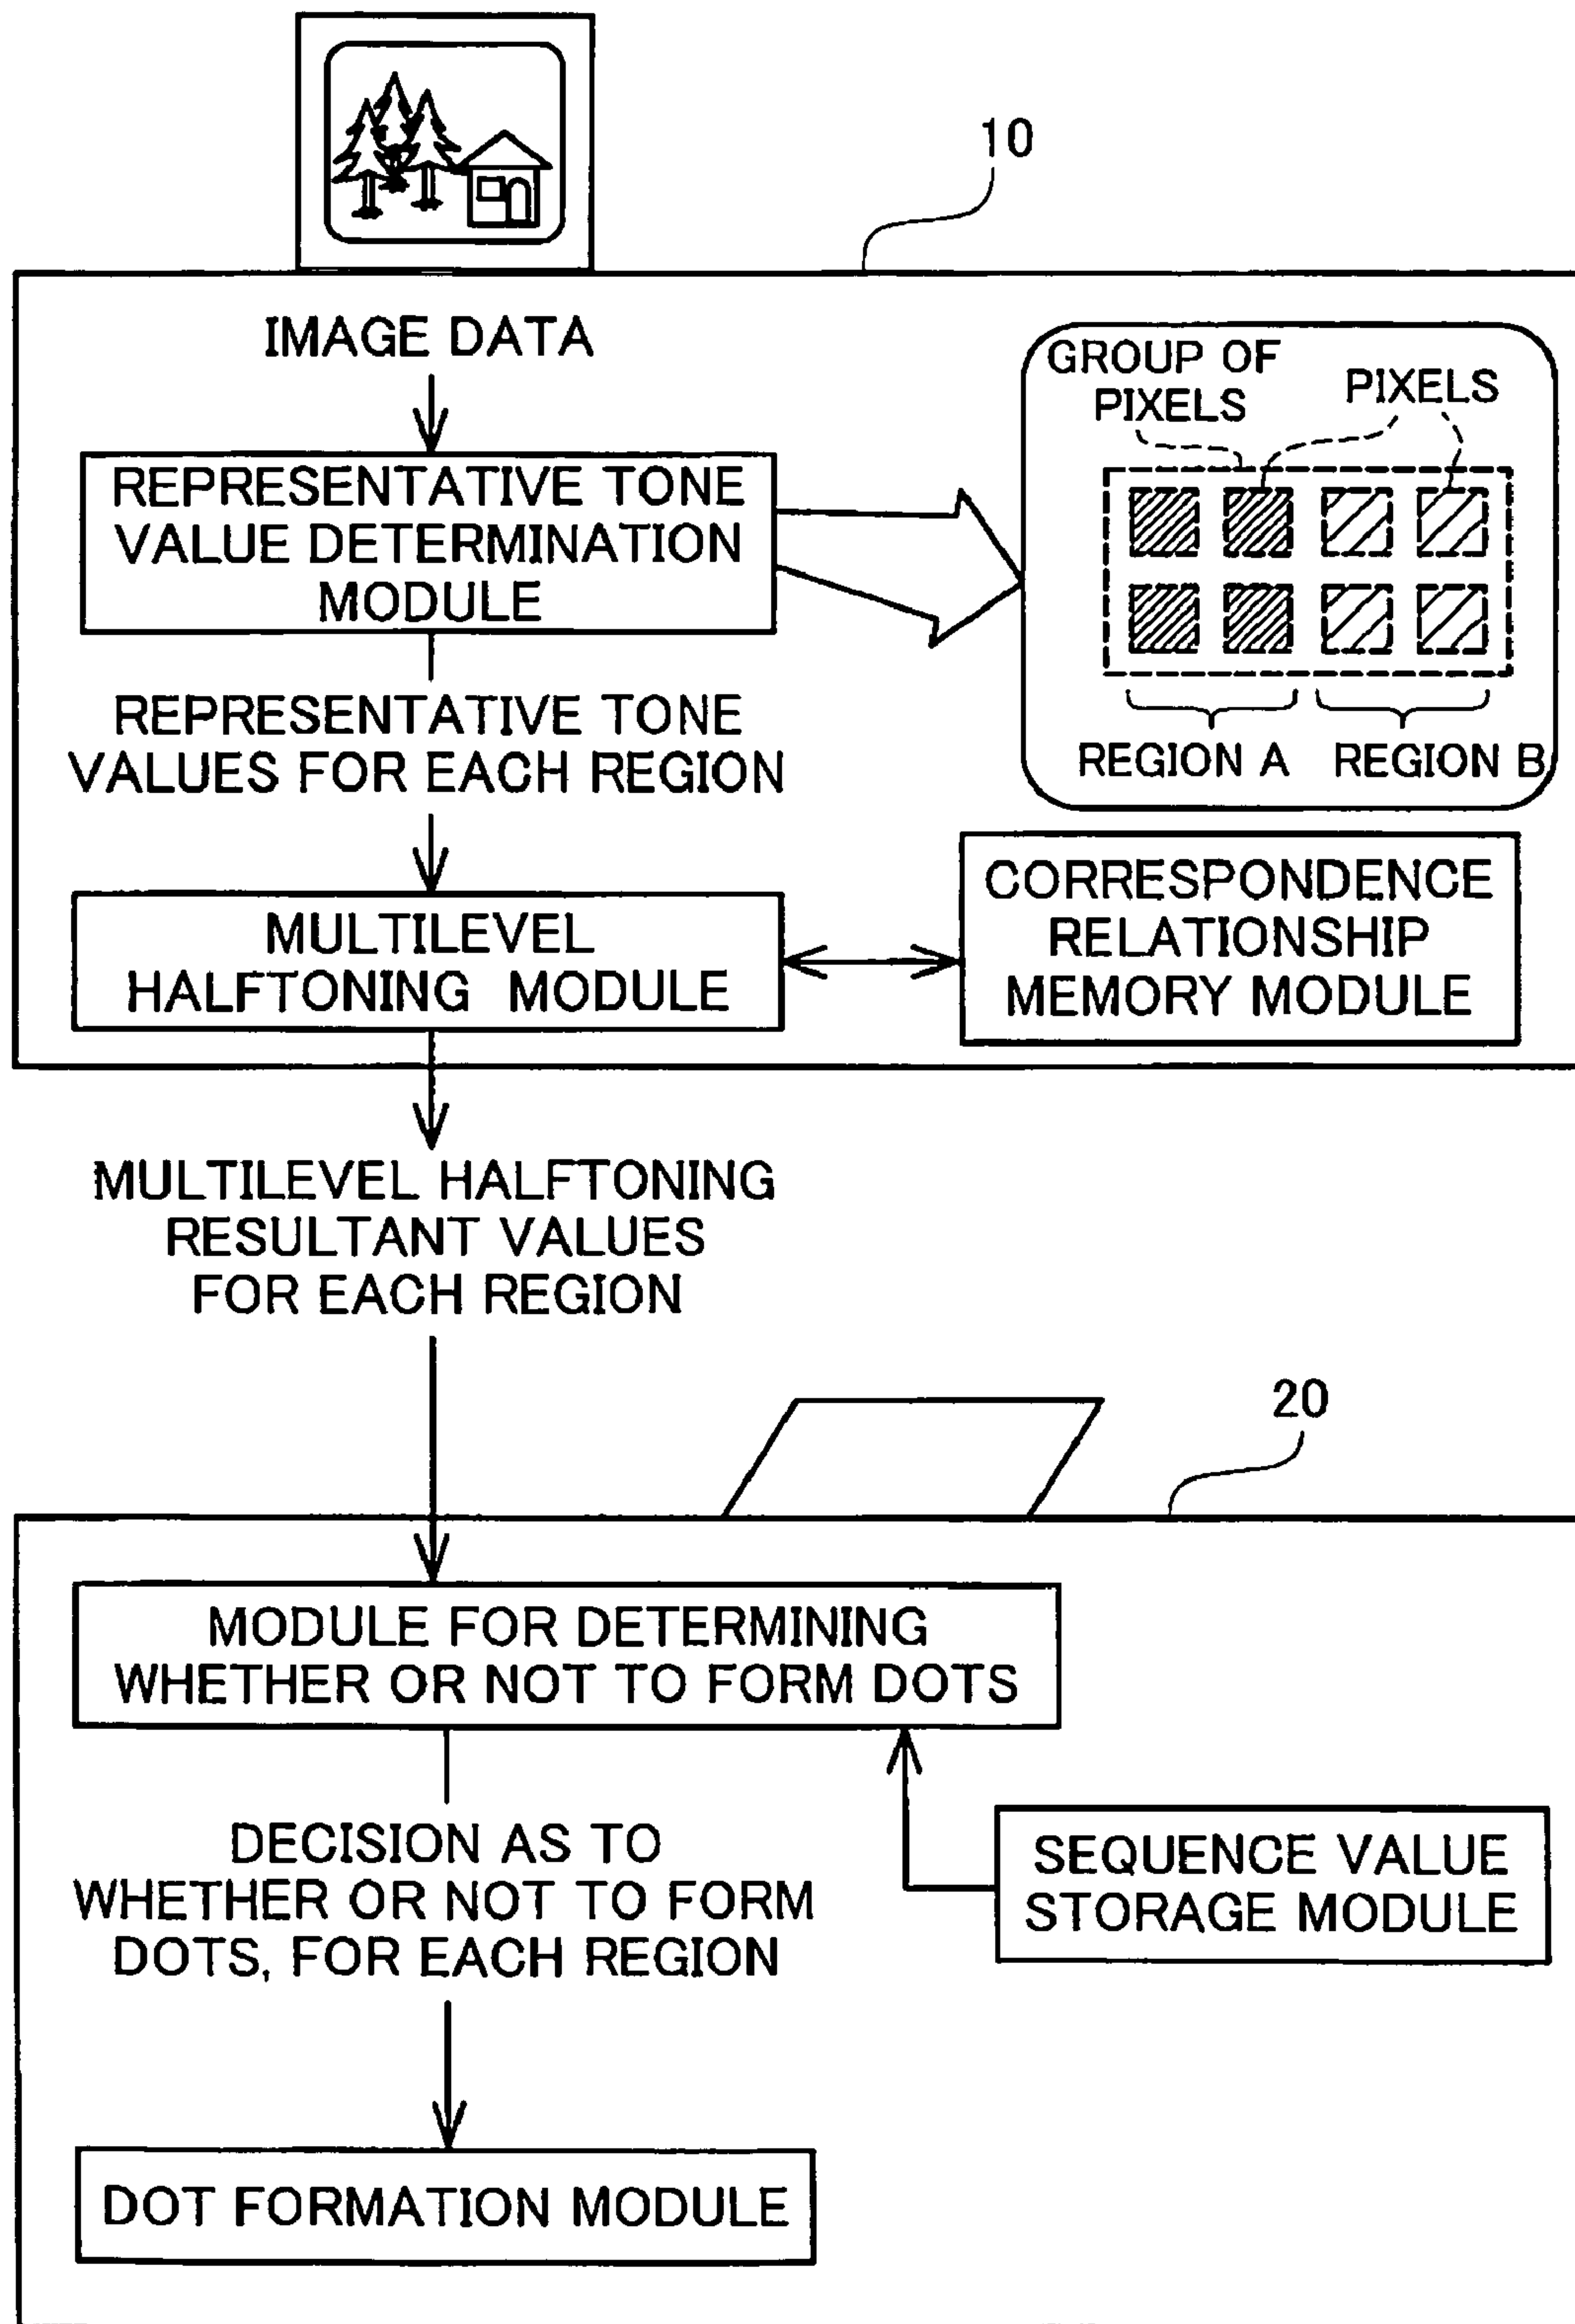 10
IMAGE DATA
GROUP OF
PIXELS
PIXELS
REPRESENTATIVE TONE
VALUE DETERMINATION
MODULE
REGION A
REGION B
REPRESENTATIVE TONE
VALUES FOR EACH REGION
MULTILEVEL
HALFTONING MODULE
CORRESPONDENCE
RELATIONSHIP
MEMORY MODULE
MULTILEVEL HALFTONING
RESULTANT VALUES
FOR EACH REGION
20
MODULE FOR DETERMINING
WHETHER OR NOT TO FORM DOTS
DECISION AS TO
WHETHER OR NOT TO FORM
DOTS, FOR EACH REGION
SEQUENCE VALUE
STORAGE MODULE
DOT FORMATION MODULE